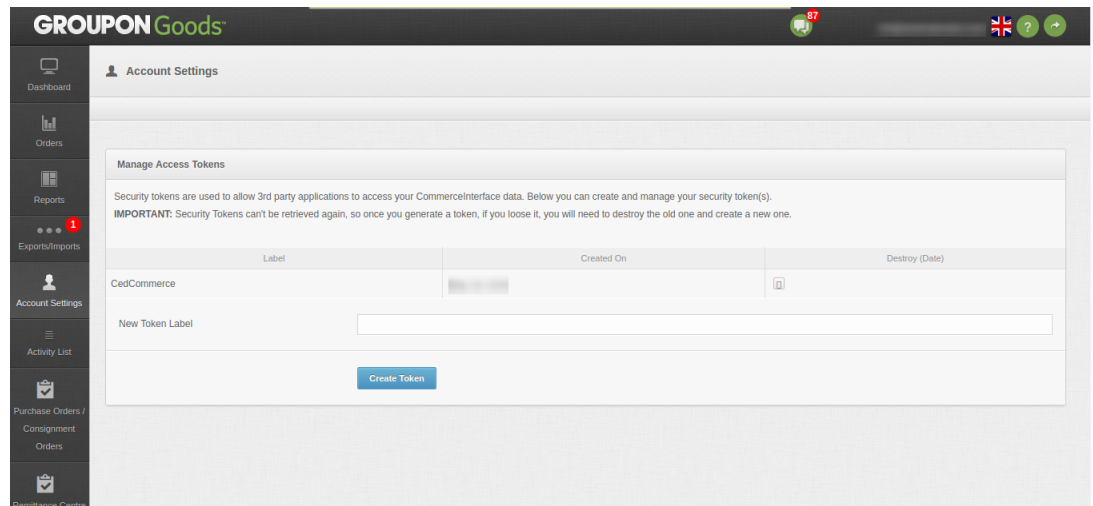 GROUPON Goods™
87
?
Dashboard
Orders
Reports
1
Exports/Imports
Account Settings
Activity List
Purchase Orders /
Consignment
Orders
Remittance Centre
Account Settings
Manage Access Tokens
Security tokens are used to allow 3rd party applications to access your CommerceInterface data. Below you can create and manage your security token(s).
IMPORTANT: Security Tokens can't be retrieved again, so once you generate a token, if you loose it, you will need to destroy the old one and create a new one.
Label Created On Destroy (Date)
CedCommerce
New Token Label
Create Token